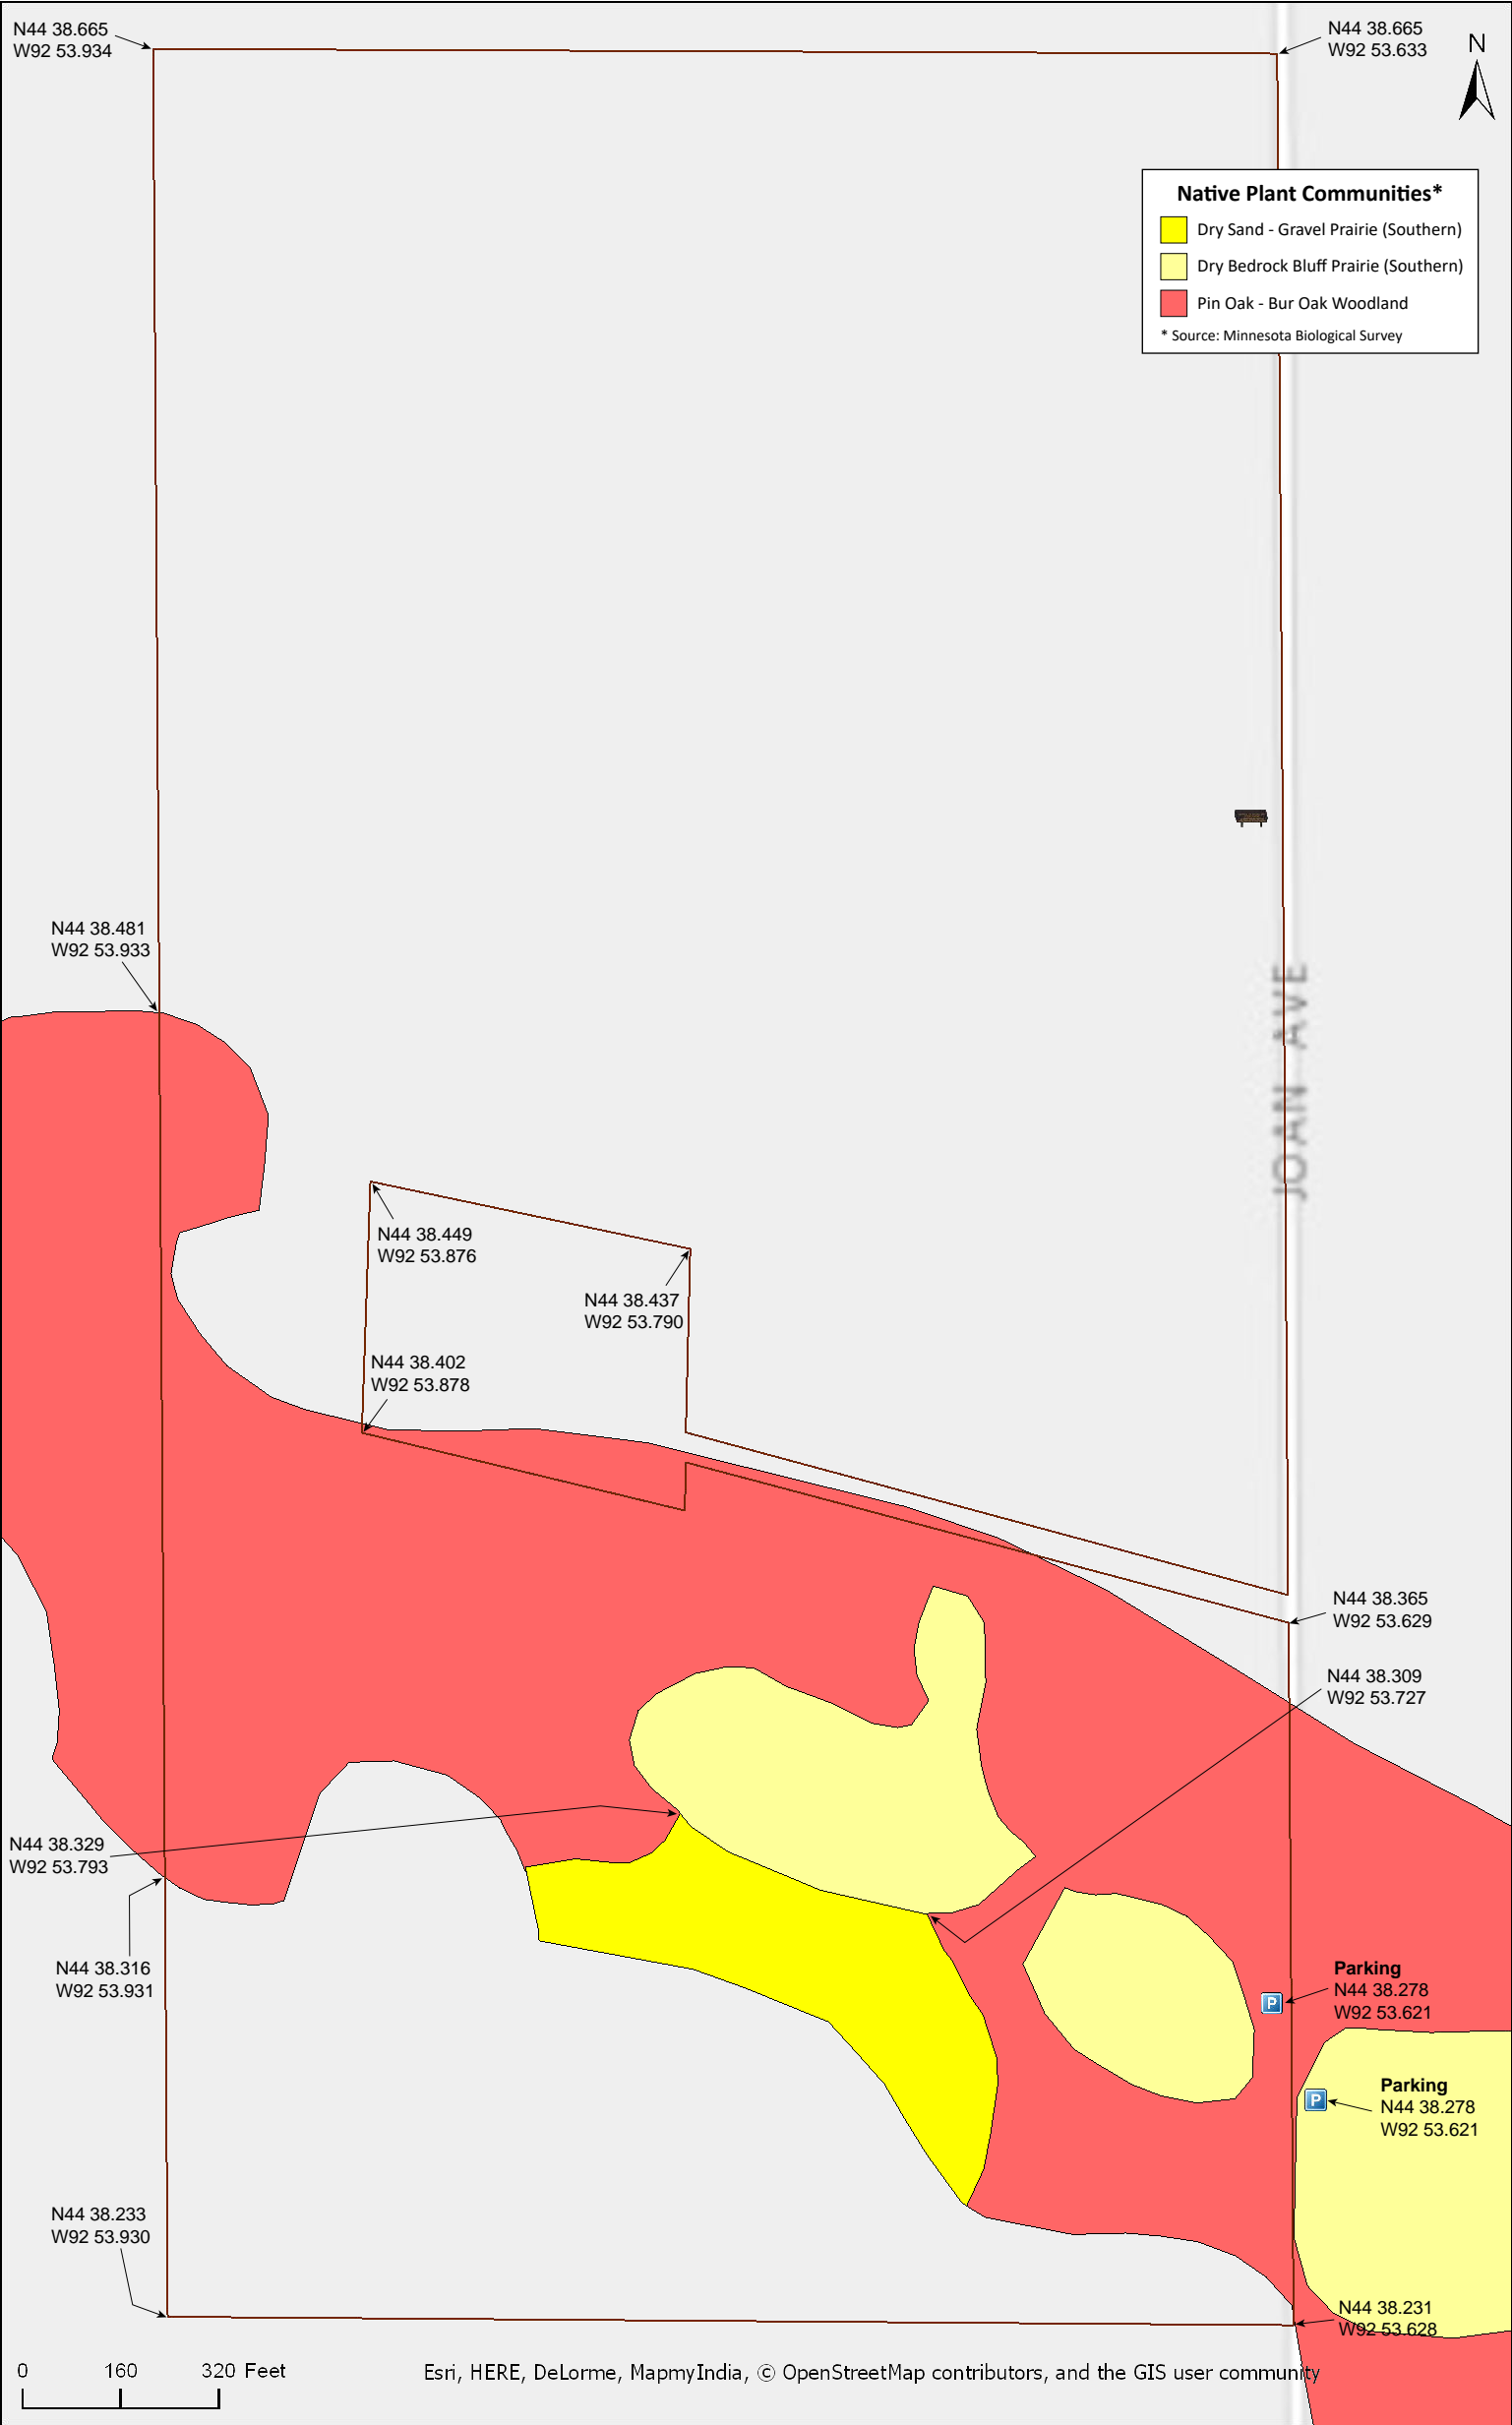 N44 38.665
W92 53.934
N44 38.665
W92 53.633
N
Native Plant Communities*
Dry Sand - Gravel Prairie (Southern)
Dry Bedrock Bluff Prairie (Southern)
Pin Oak - Bur Oak Woodland
* Source: Minnesota Biological Survey
N44 38.481
W92 53.933
JOAN AVE
N44 38.449
W92 53.876
N44 38.437
W92 53.790
N44 38.402
W92 53.878
N44 38.365
W92 53.629
N44 38.309
W92 53.727
N44 38.329
W92 53.793
N44 38.316
W92 53.931
Parking
N44 38.278
W92 53.621
P
Parking
N44 38.278
W92 53.621
P
N44 38.233
W92 53.930
N44 38.231
W92 53.628
0 160 320 Feet
Esri, HERE, DeLorme, MapmyIndia, © OpenStreetMap contributors, and the GIS user community